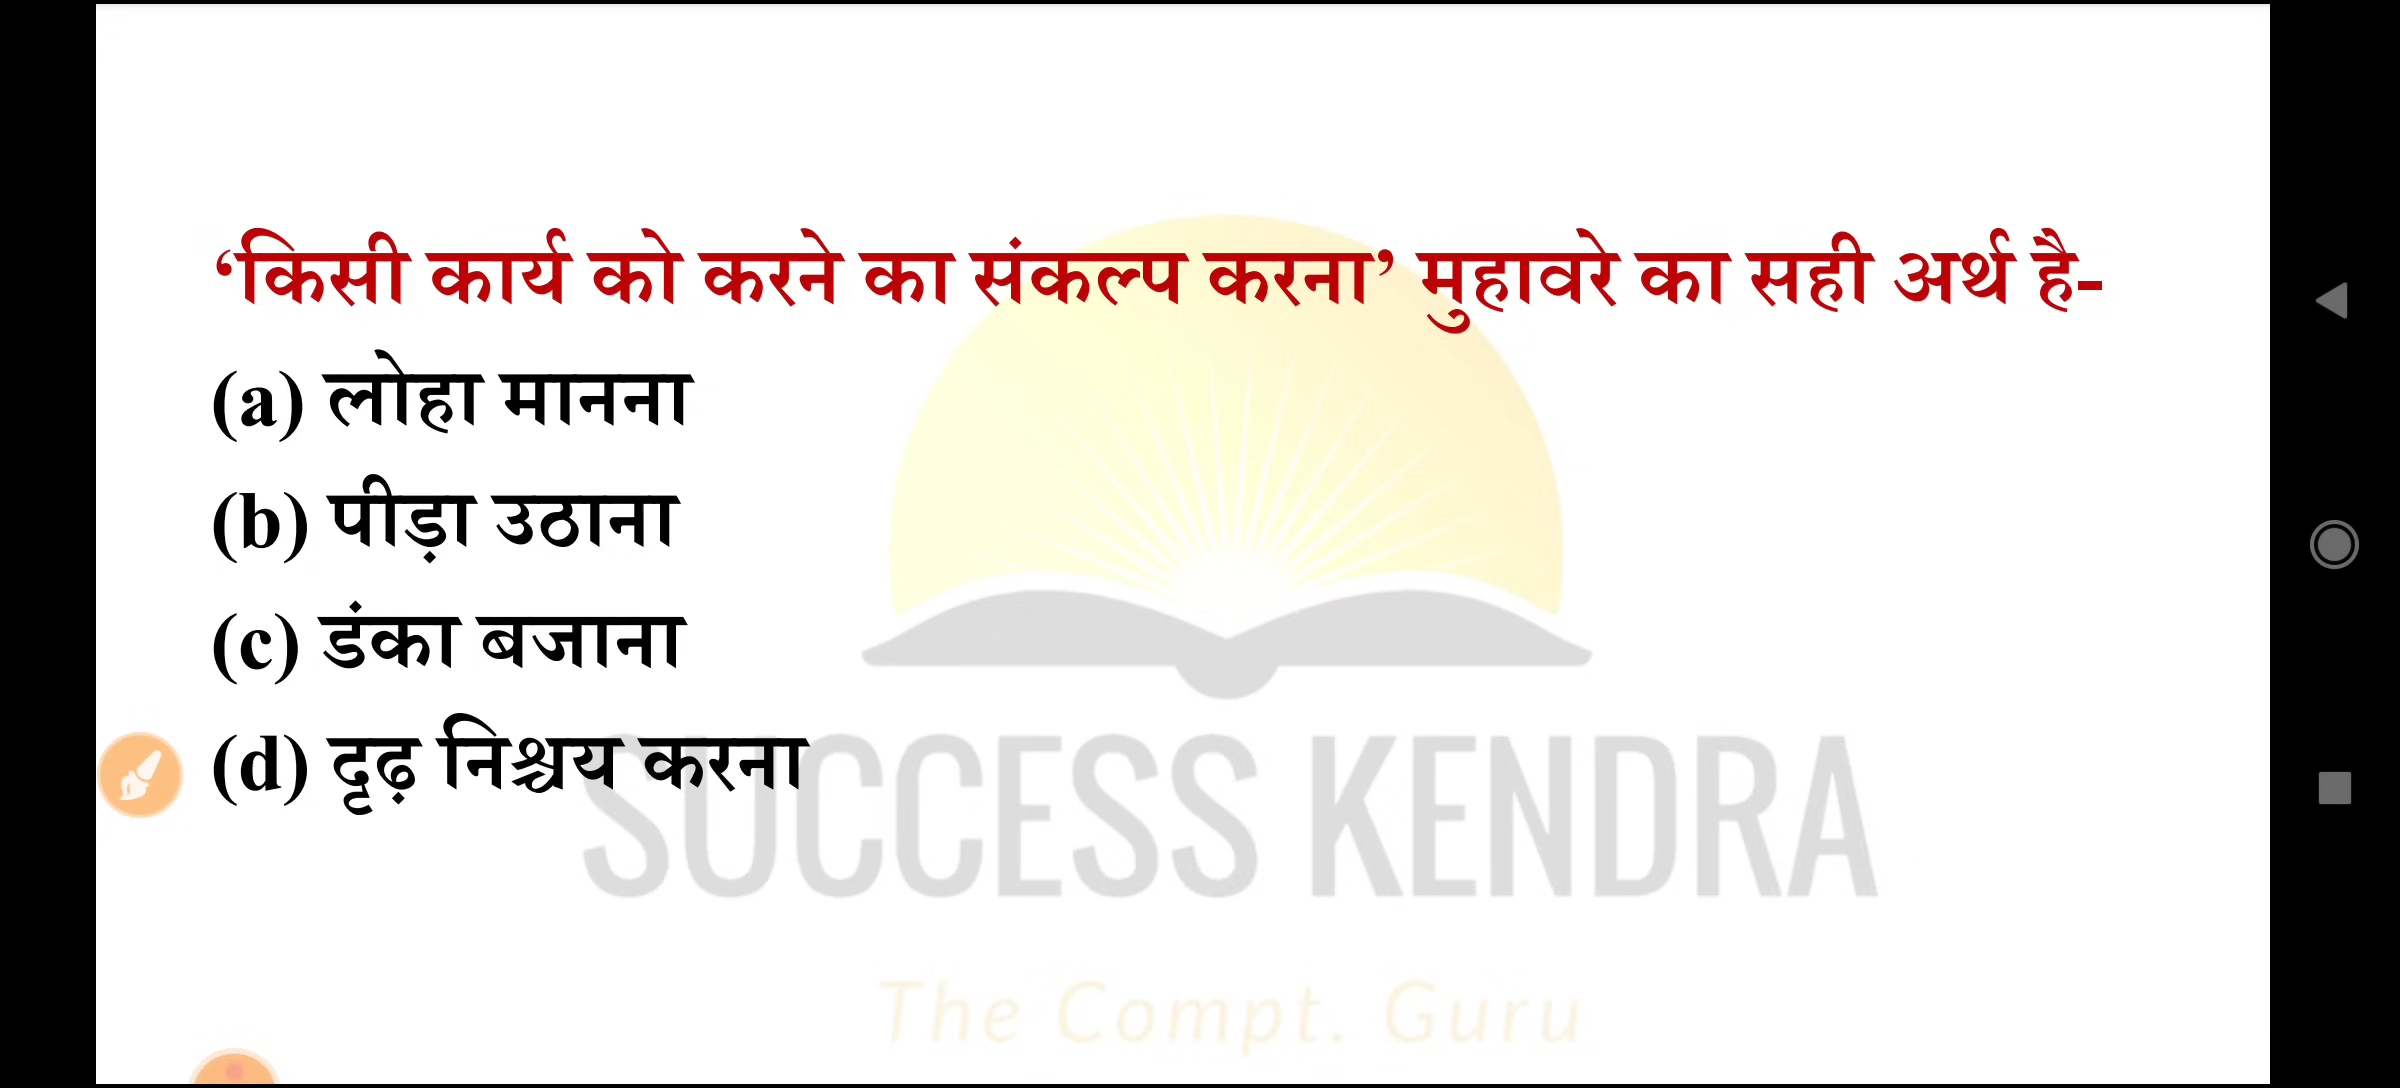 ‘किसी कार्य को करने का संकल्प करना’ मुहावरे का सही अर्थ है-
(a) लोहा मानना
(b) पीड़ा उठाना
(c) डंका बजाना
(d) दृढ़ निश्चय करना
SUCCESS KENDRA
The Compt. Guru